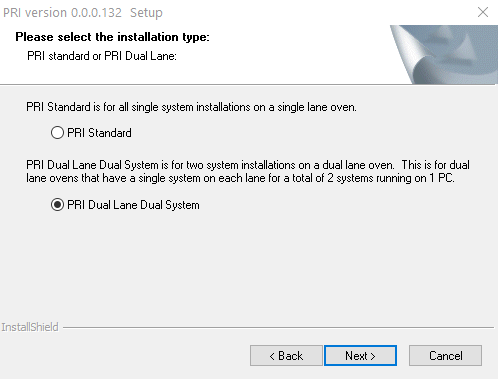 PRI version 0.0.0.132 Setup
Please select the installation type:
PRI standard or PRI Dual Lane:
PRI Standard is for all single system installations on a single lane oven.
PRI Standard
PRI Dual Lane Dual System is for two system installations on a dual lane oven. This is for dual
lane ovens that have a single system on each lane for a total of 2 systems running on 1 PC.
PRI Dual Lane Dual System
InstallShield
< Back
Next >
Cancel